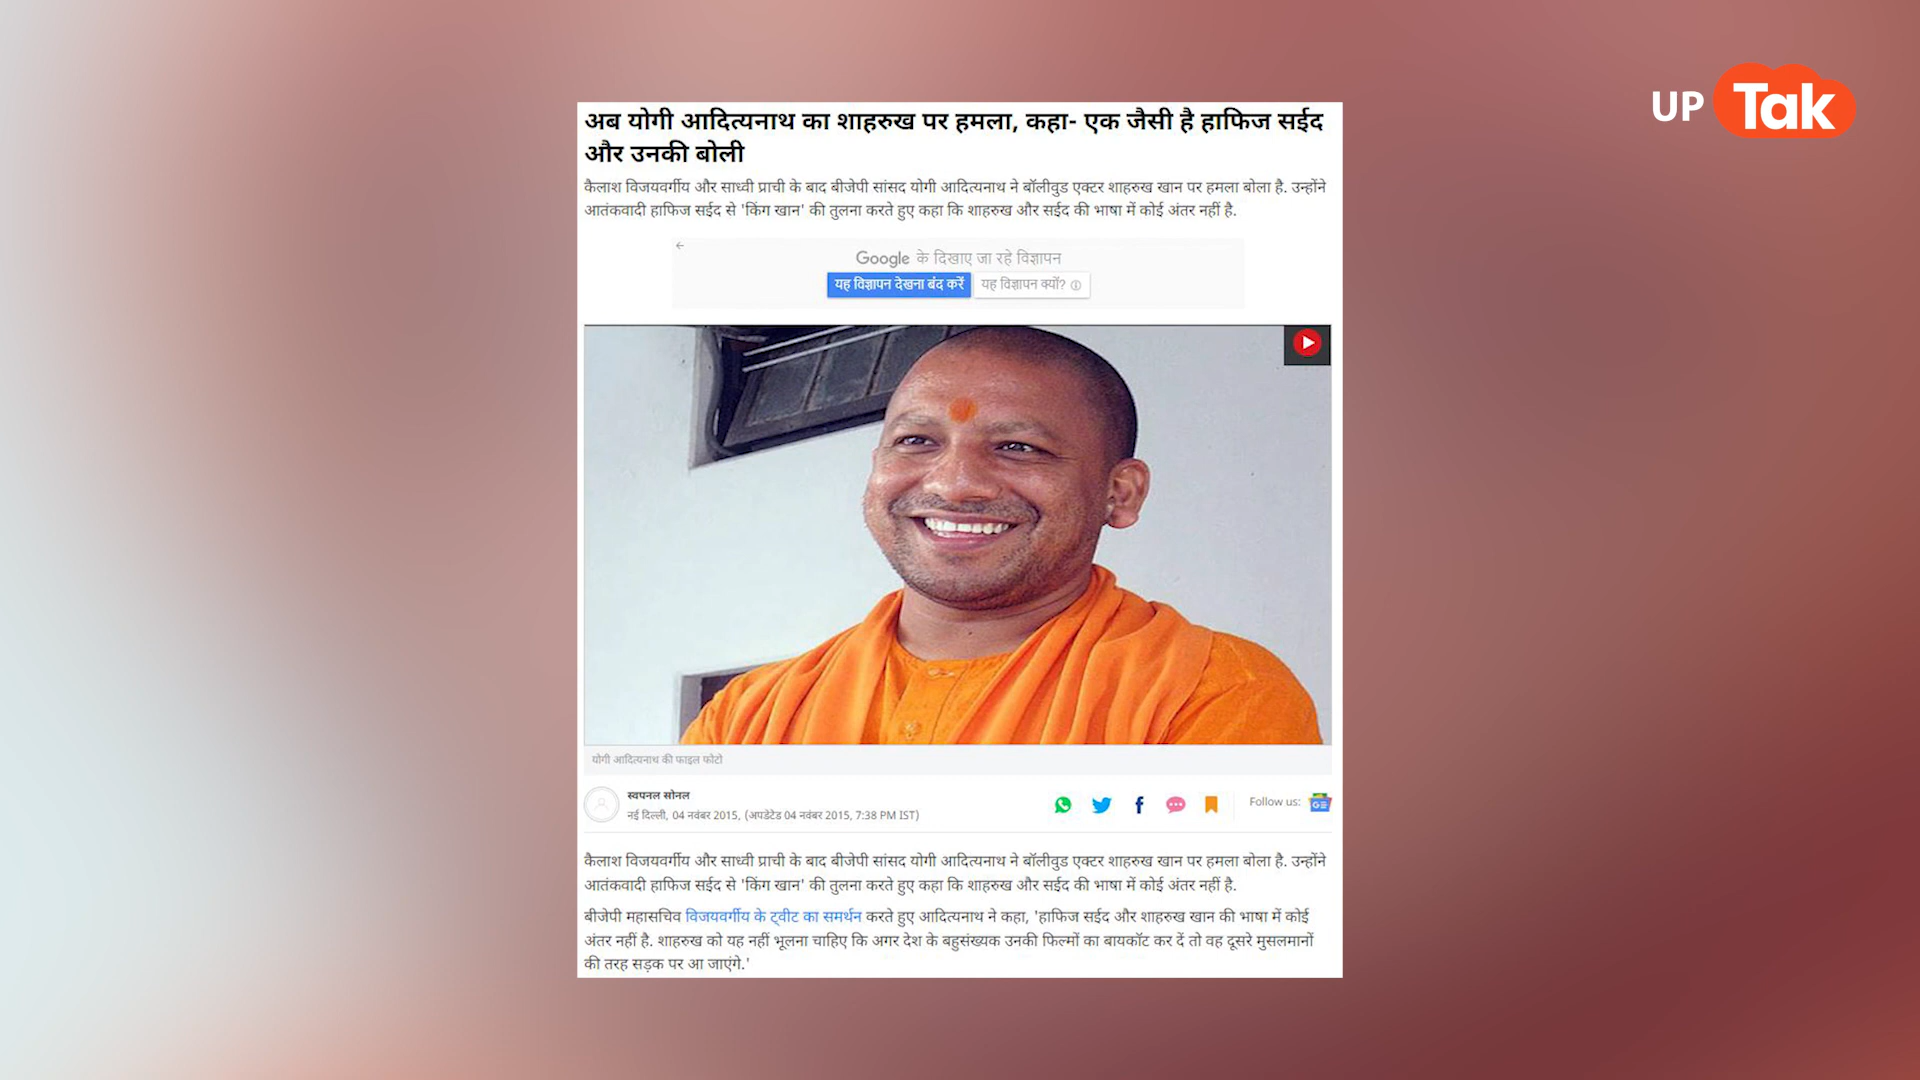 UP Tak
अब योगी आदित्यनाथ का शाहरुख पर हमला, कहा- एक जैसी है हाफिज सईद
और उनकी बोली
कैलाश विजयवर्गीय और साध्वी प्राची के बाद बीजेपी सांसद योगी आदित्यनाथ ने बॉलीवुड एक्टर शाहरुख खान पर हमला बोला है. उन्होंने
आतंकवादी हाफिज सईद से 'किंग खान' की तुलना करते हुए कहा कि शाहरुख और सईद की भाषा में कोई अंतर नहीं है.
Google के दिखाए जा रहे विज्ञापन
यह विज्ञापन देखना बंद करें यह विज्ञापन क्यों?
योगी आदित्यनाथ की फाइल फोटो
स्वपनल सोनल
नई दिल्ली, 04 नवंबर 2015, (अपडेटेड 04 नवंबर 2015, 7:38 PM IST)
Follow us:
कैलाश विजयवर्गीय और साध्वी प्राची के बाद बीजेपी सांसद योगी आदित्यनाथ ने बॉलीवुड एक्टर शाहरुख खान पर हमला बोला है. उन्होंने
आतंकवादी हाफिज सईद से 'किंग खान' की तुलना करते हुए कहा कि शाहरुख और सईद की भाषा में कोई अंतर नहीं है.
बीजेपी महासचिव विजयवर्गीय के ट्वीट का समर्थन करते हुए आदित्यनाथ ने कहा, 'हाफिज सईद और शाहरुख खान की भाषा में कोई
अंतर नहीं है. शाहरुख को यह नहीं भूलना चाहिए कि अगर देश के बहुसंख्यक उनकी फिल्मों का बायकॉट कर दें तो वह दूसरे मुसलमानों
की तरह सड़क पर आ जाएंगे.'